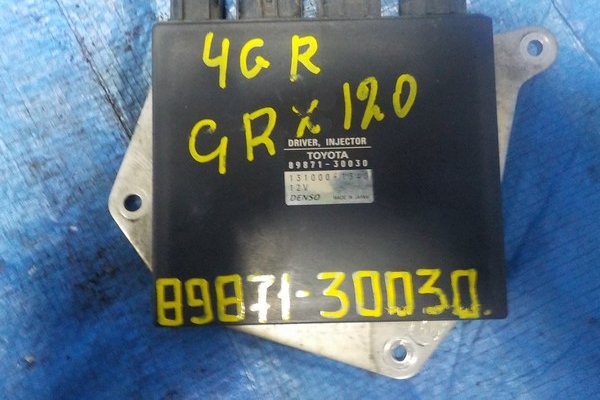 4GR
GRX120
DRIVER, INJECTOR
TOYOTA
89871-30030
12V
DENSO MADE IN JAPAN
89871-30030